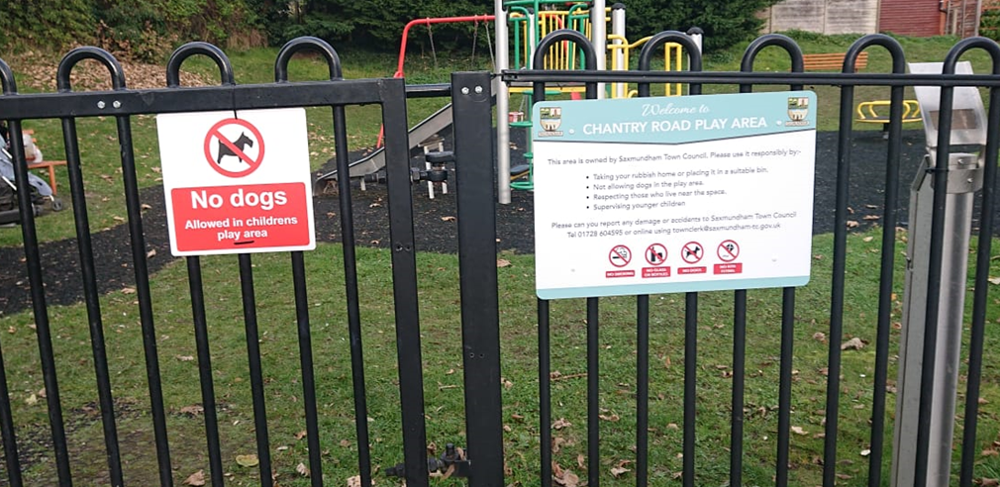 No dogs
Allowed in childrens
play area
Welcome to
CHANTRY ROAD PLAY AREA
This area is owned by Saxmundham Town Council. Please use it responsibly by:-
• Taking your rubbish home or placing it in a suitable bin.
• Not allowing dogs in the play area.
• Respecting those who live near the space.
• Supervising younger children
Please can you report any damage or accidents to Saxmundham Town Council
Tel 01728 604595 or online using townclerk@saxmundham-tc.gov.uk
NO SMOKING
NO GLASS
OR BOTTLES
NO DOGS